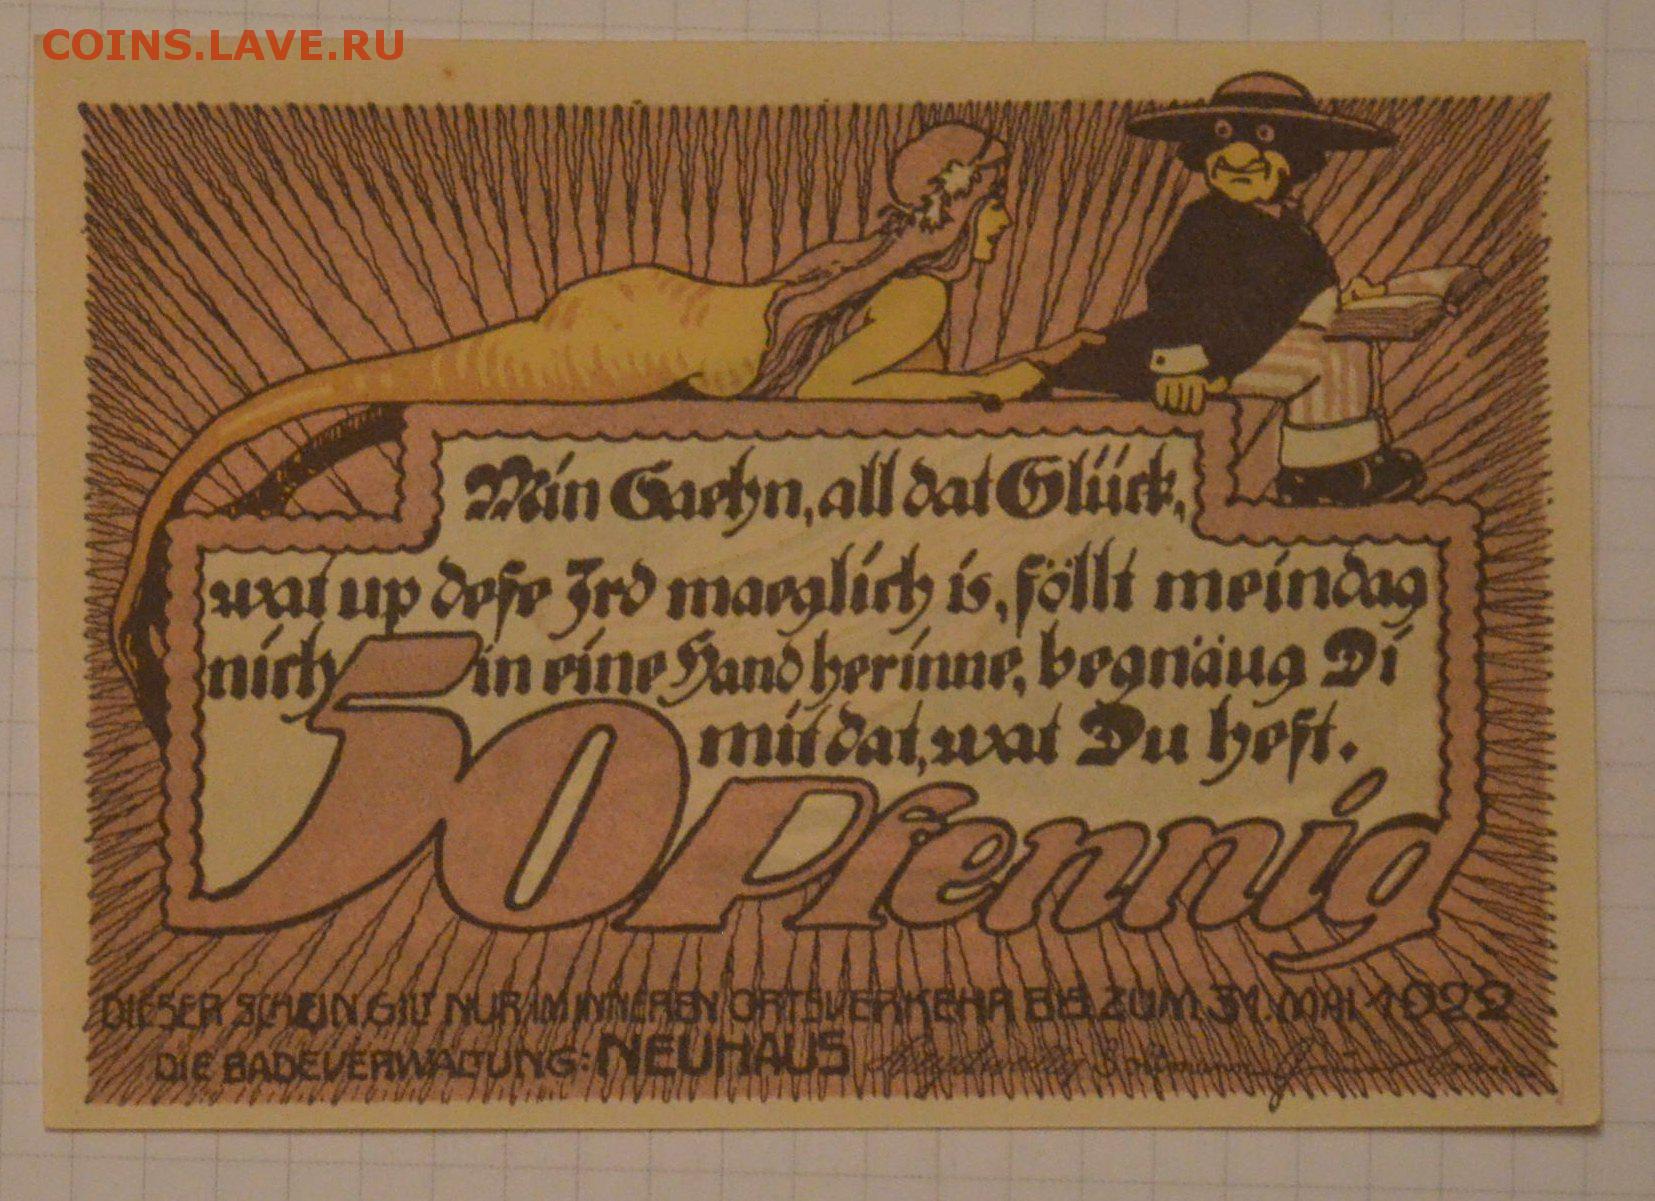 COINS.LAVE.RU
Min Gaehn, all dat Glück,
wat up dese Ird maeglich is, föllt meindag
nich in eine Hand herinne, begnäug Di
mit dat, wat Du hest.
50 Pfennig
DIESER SCHEIN GILT NUR IM INNEREN ORTSVERKEHR BIS ZUM 31. MAI 1922
DIE BADEVERWALTUNG: NEUHAUS